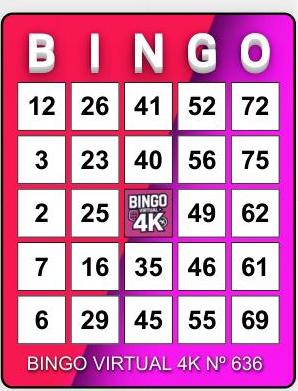 B I N G O
12 26 41 52 72
3 23 40 56 75
2 25 BINGO VIRTUAL 4K 49 62
7 16 35 46 61
6 29 45 55 69
BINGO VIRTUAL 4K Nº 636